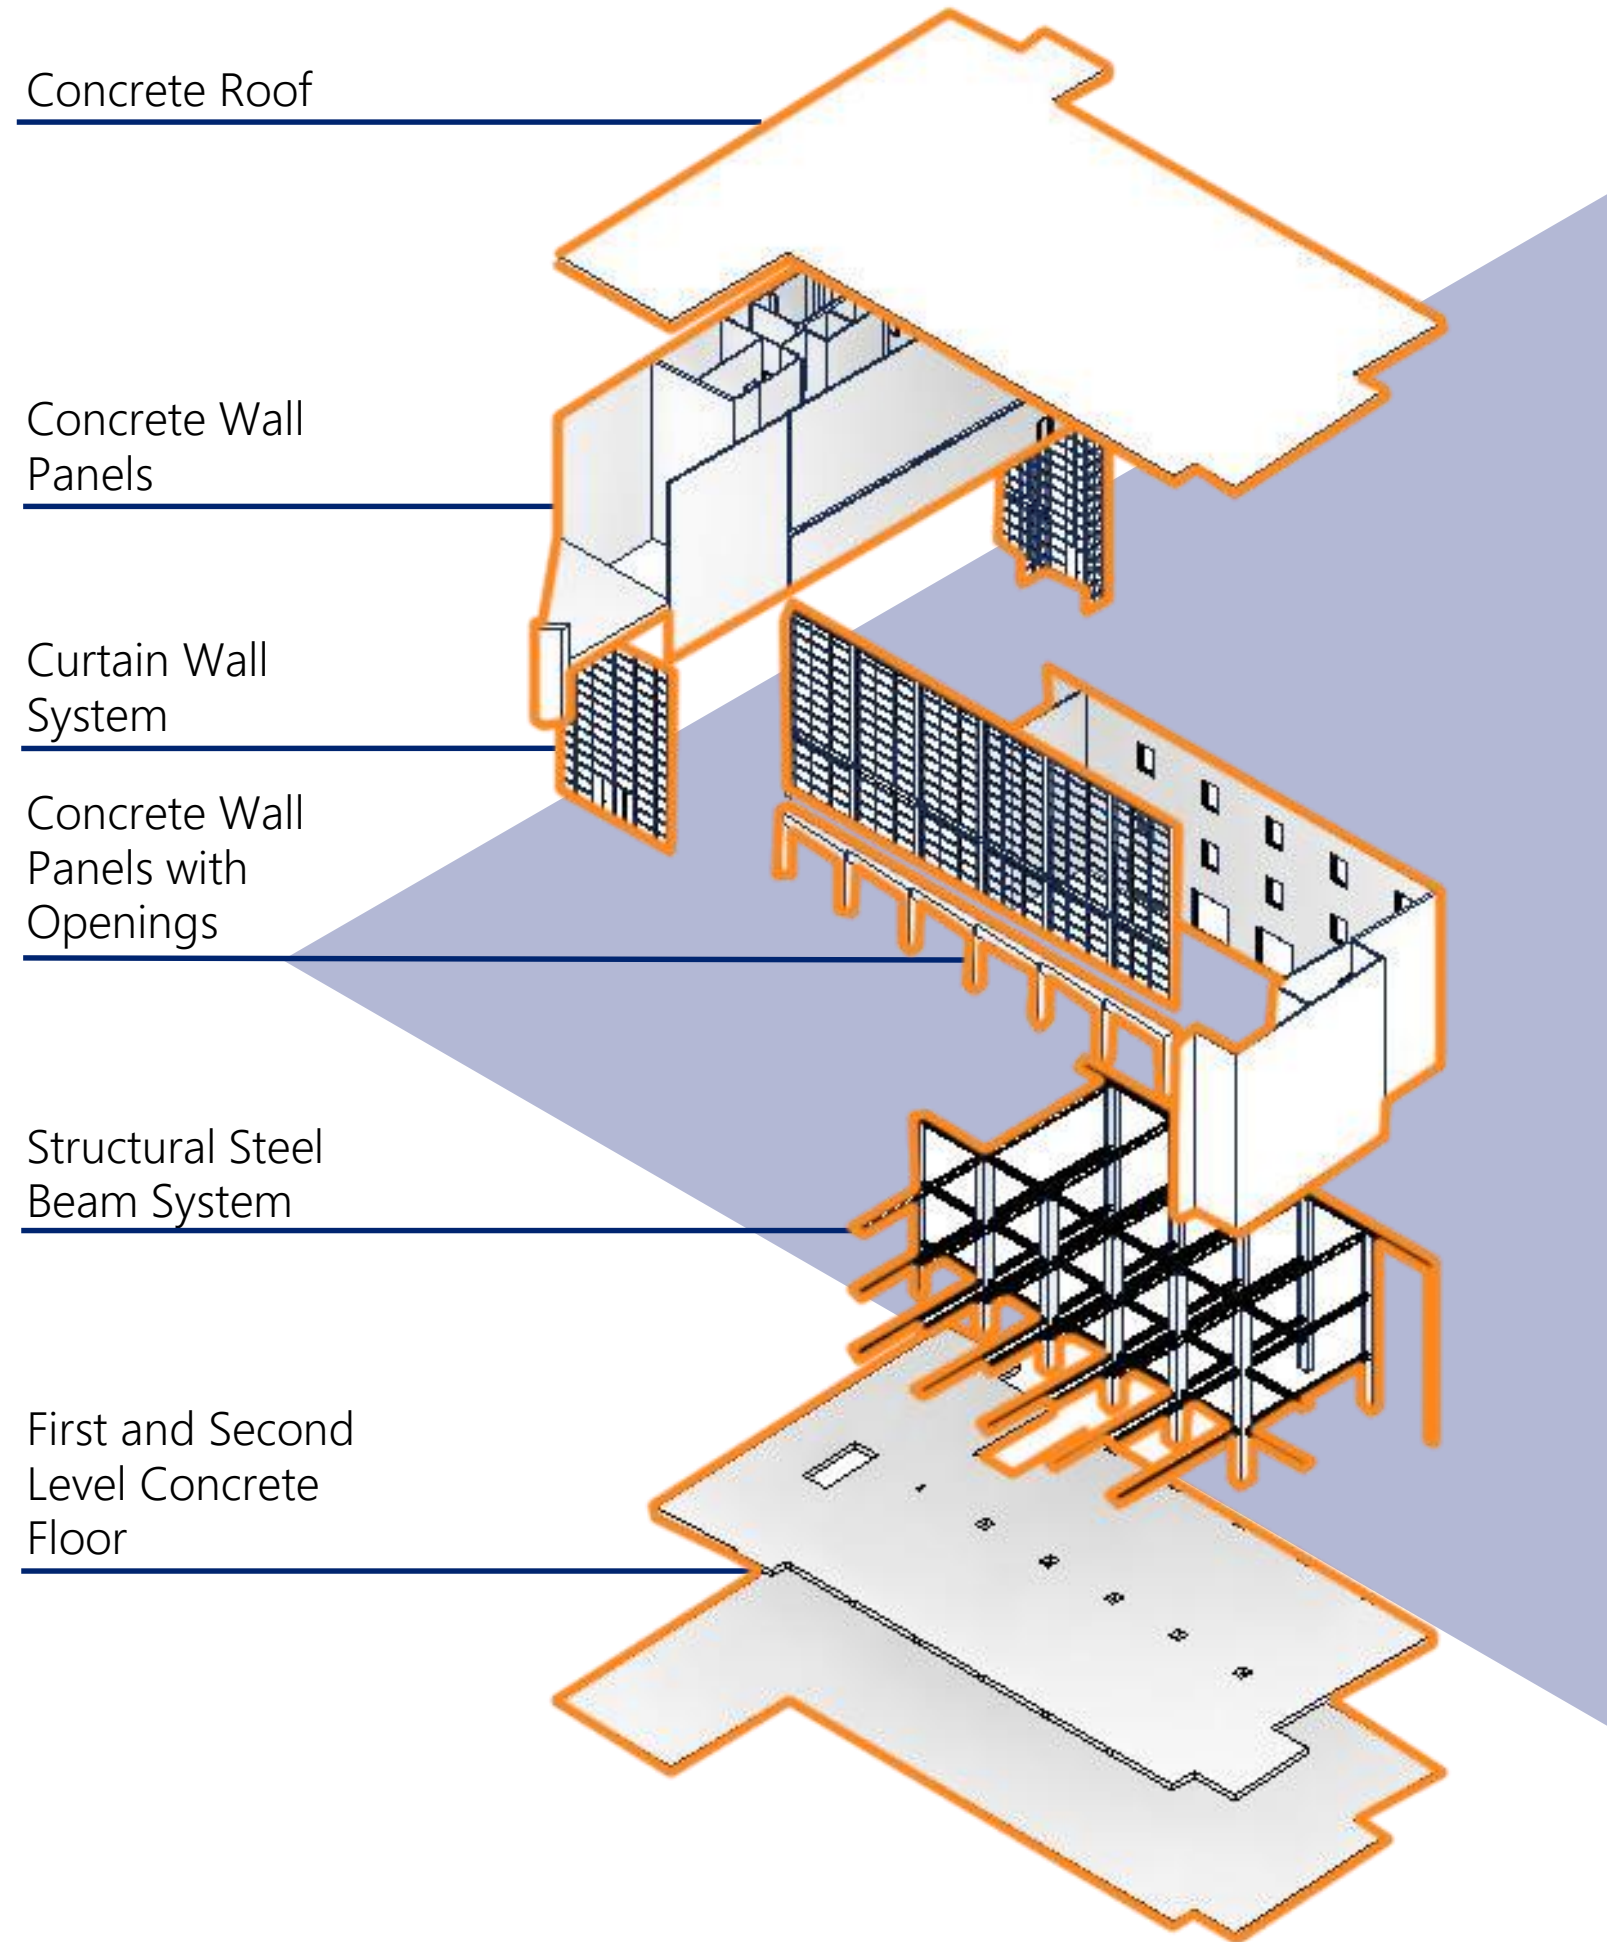 Concrete Roof
Concrete Wall
Panels
Curtain Wall
System
Concrete Wall
Panels with
Openings
Structural Steel
Beam System
First and Second
Level Concrete
Floor